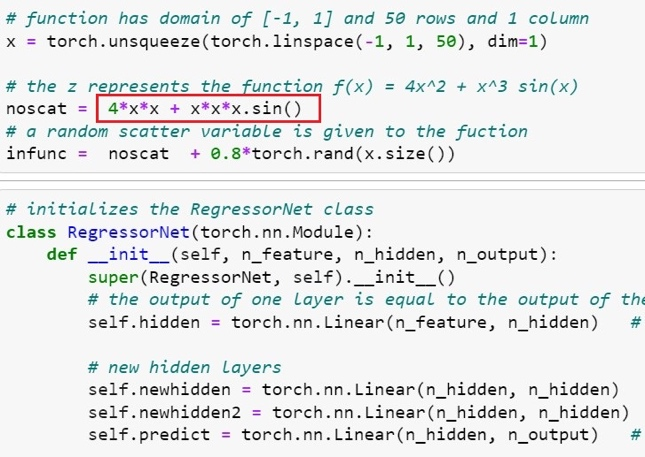 # function has domain of [-1, 1] and 50 rows and 1 column
x = torch.unsqueeze(torch.linspace(-1, 1, 50), dim=1)
# the z represents the function f(x) = 4x^2 + x^3 sin(x)
noscat = 4*x*x + x*x*x.sin()
# a random scatter variable is given to the fuction
infunc = noscat + 0.8*torch.rand(x.size())
# initializes the RegressorNet class
class RegressorNet(torch.nn.Module):
def __init__(self, n_feature, n_hidden, n_output):
super(RegressorNet, self).__init__()
# the output of one layer is equal to the output of the
self.hidden = torch.nn.Linear(n_feature, n_hidden) #
# new hidden layers
self.newhidden = torch.nn.Linear(n_hidden, n_hidden)
self.newhidden2 = torch.nn.Linear(n_hidden, n_hidden)
self.predict = torch.nn.Linear(n_hidden, n_output) #